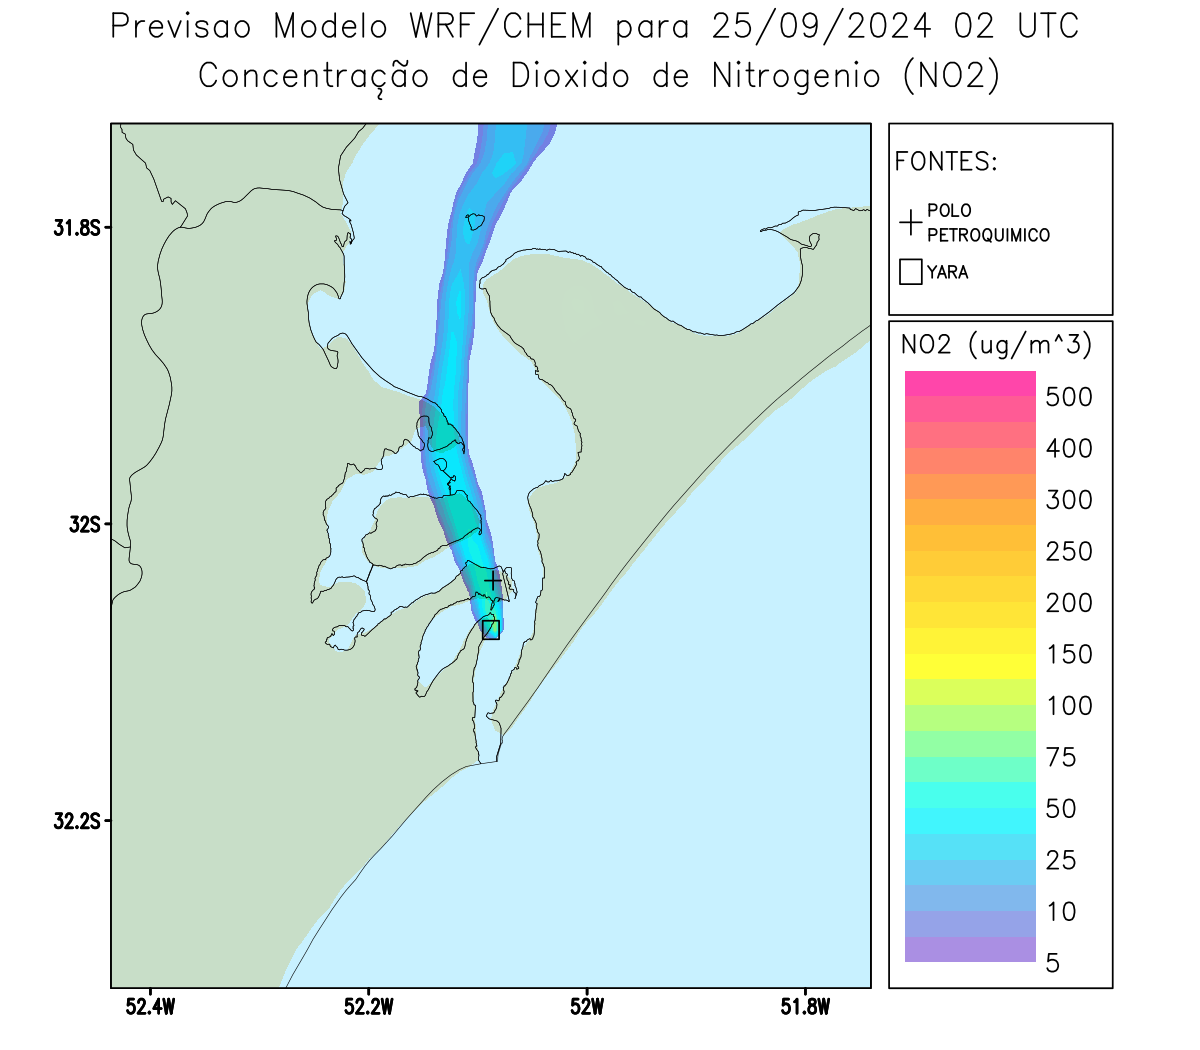 Previsao Modelo WRF/CHEM para 25/09/2024 02 UTC
Concentração de Dioxido de Nitrogenio (NO2)
FONTES:
POLO
PETROQUIMICO
YARA
NO2 (ug/m^3)
500
400
300
250
200
150
100
75
50
25
10
5
31.8S
32S
32.2S
52.4W
52.2W
52W
51.8W